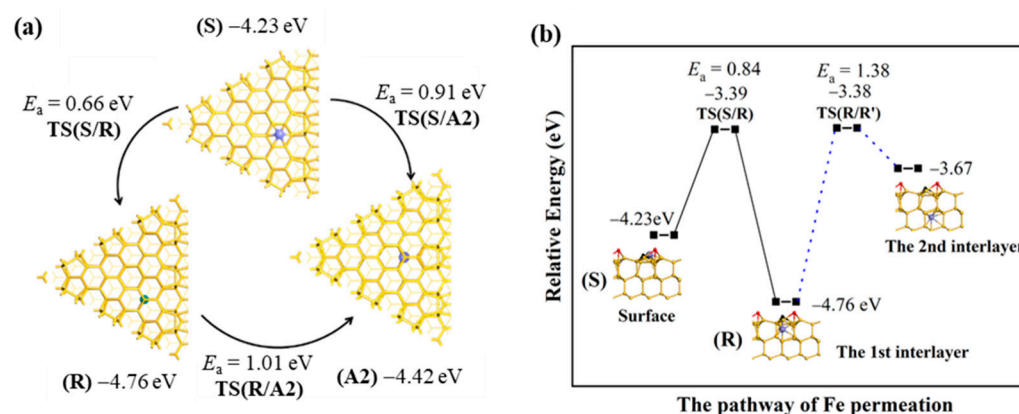 (a)
(S) −4.23 eV
Ea = 0.66 eV
TS(S/R)
Ea = 0.91 eV
TS(S/A2)
Ea = 1.01 eV
TS(R/A2)
(R) −4.76 eV
(A2) −4.42 eV
(b)
Relative Energy (eV)
Ea = 0.84
−3.39
TS(S/R)
Ea = 1.38
−3.38
TS(R/R')
−4.23eV
(S)
Surface
−4.76 eV
(R)
The 1st interlayer
−3.67
The 2nd interlayer
The pathway of Fe permeation